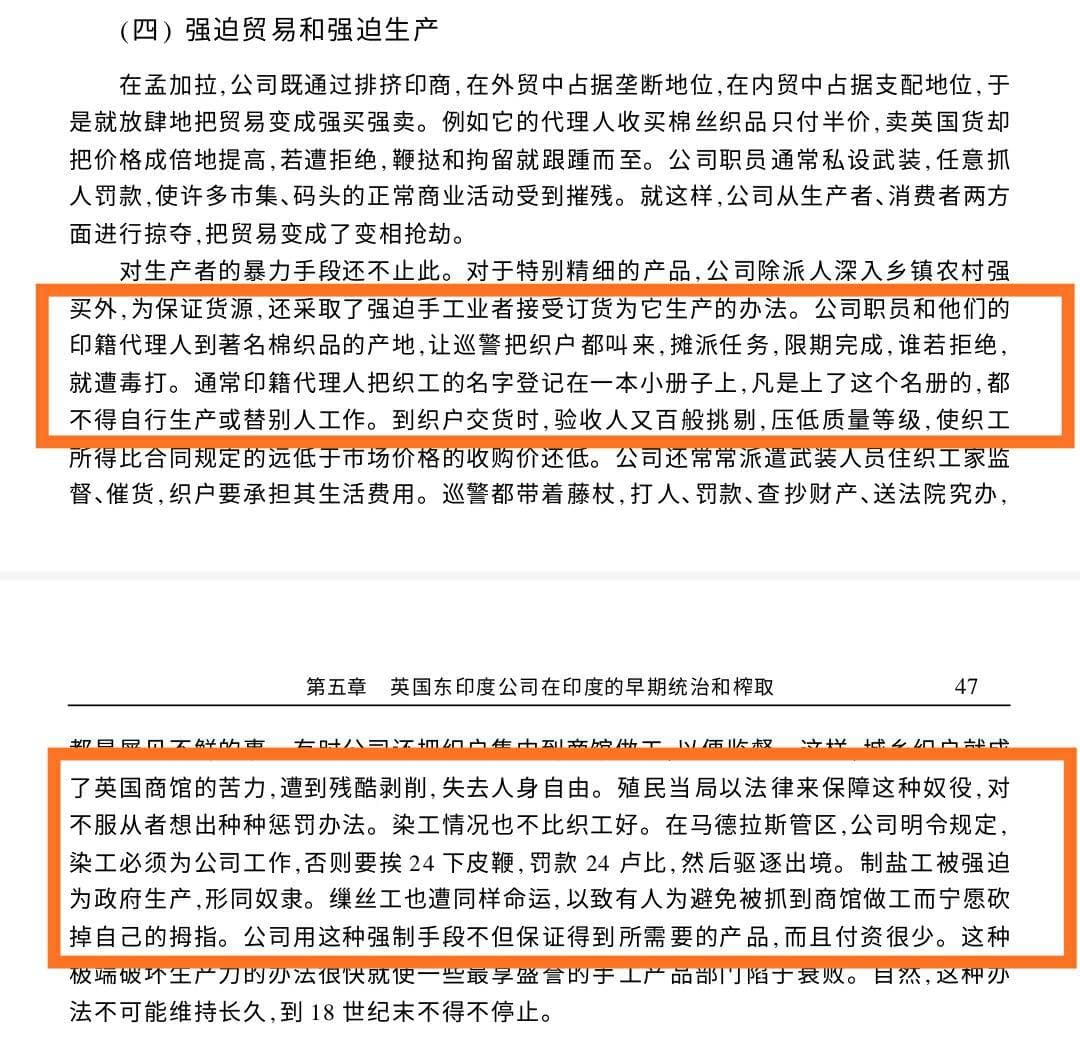 (四) 强迫贸易和强迫生产
在孟加拉,公司既通过排挤印商,在外贸中占据垄断地位,在内贸中占据支配地位,于
是就放肆地把贸易变成强买强卖。例如它的代理人收买棉丝织品只付半价,卖英国货却
把价格成倍地提高,若遭拒绝,鞭挞和拘留就跟踵而至。公司职员通常私设武装,任意抓
人罚款,使许多市集、码头的正常商业活动受到摧残。就这样,公司从生产者、消费者两方
面进行掠夺,把贸易变成了变相抢劫。
对生产者的暴力手段还不止此。对于特别精细的产品,公司除派人深入乡镇农村强
买外,为保证货源,还采取了强迫手工业者接受订货为它生产的办法。公司职员和他们的
印籍代理人到著名棉织品的产地,让巡警把织户都叫来,摊派任务,限期完成,谁若拒绝,
就遭毒打。通常印籍代理人把织工的名字登记在一本小册子上,凡是上了这个名册的,都
不得自行生产或替别人工作。到织户交货时,验收人又百般挑剔,压低质量等级,使织工
所得比合同规定的远低于市场价格的收购价还低。公司还常常派遣武装人员住织工家监
督、催货,织户要承担其生活费用。巡警都带着藤杖,打人、罚款、查抄财产、送法院究办,
第五章 英国东印度公司在印度的早期统治和榨取 47
都是屡见不鲜的事。有时公司还把织户集中到商馆做工,以便监督。这样,城乡织户就成
了英国商馆的苦力,遭到残酷剥削,失去人身自由。殖民当局以法律来保障这种奴役,对
不服从者想出种种惩罚办法。染工情况也不比织工好。在马德拉斯管区,公司明令规定,
染工必须为公司工作,否则要挨 24 下皮鞭,罚款 24 卢比,然后驱逐出境。制盐工被强迫
为政府生产,形同奴隶。缫丝工也遭同样命运,以致有人为避免被抓到商馆做工而宁愿砍
掉自己的拇指。公司用这种强制手段不但保证得到所需要的产品,而且付资很少。这种
极端破坏生产力的办法很快就使一些最享盛誉的手工产品部门陷于衰败。自然,这种办
法不可能维持长久,到 18 世纪末不得不停止。